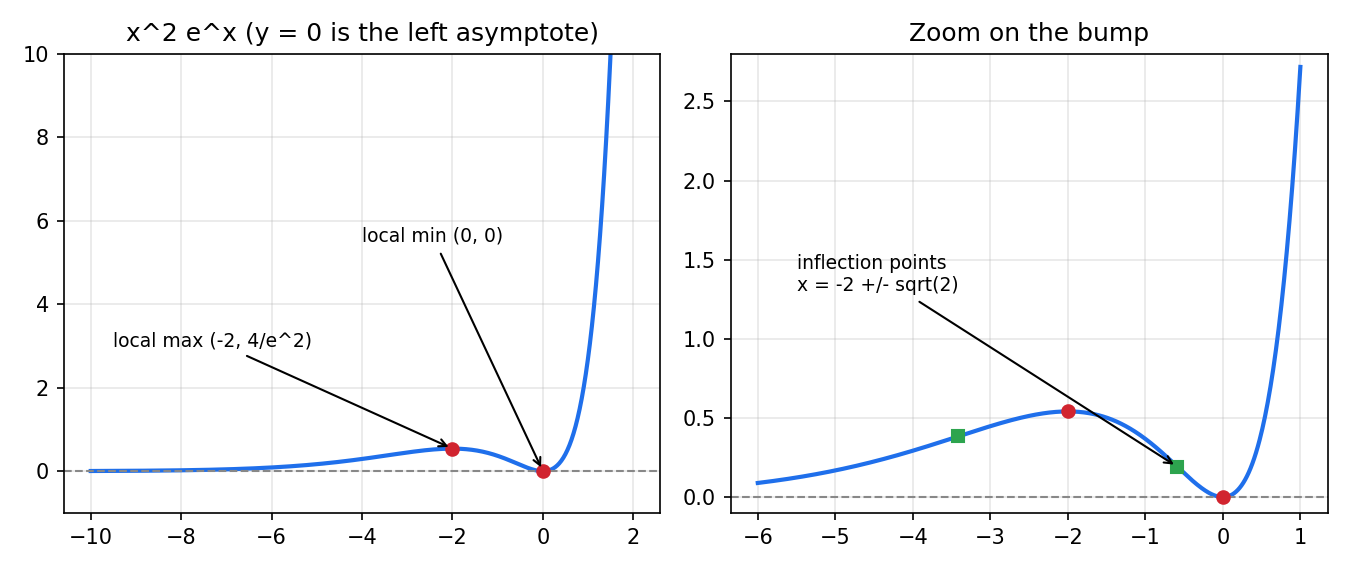 x^2 e^x (y = 0 is the left asymptote)
10
8
6
4
2
0
local min (0, 0)
local max (-2, 4/e^2)
−10 −8 −6 −4 −2 0 2
Zoom on the bump
2.5
2.0
1.5
1.0
0.5
0.0
inflection points
x = -2 +/- sqrt(2)
−6 −5 −4 −3 −2 −1 0 1